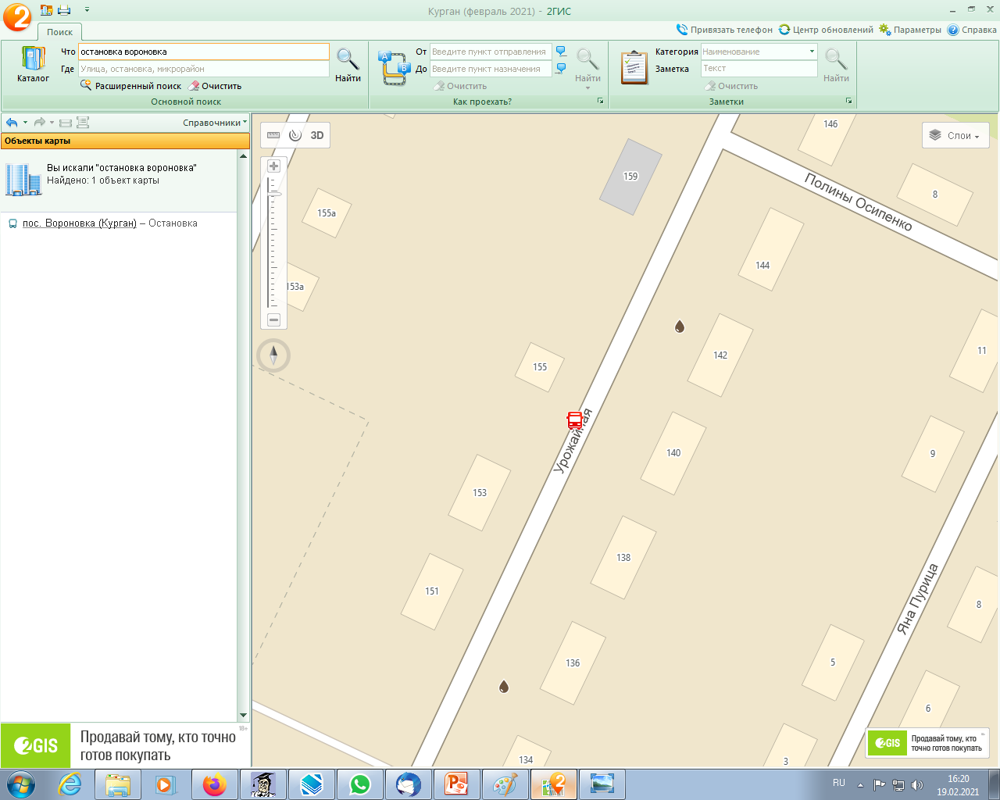 Курган (февраль 2021) - 2ГИС
Поиск
Привязать телефон
Центр обновлений
Параметры
Справка
Каталог
Что
остановка вороновка
Где
Улица, остановка, микрорайон
Расширенный поиск
Очистить
Найти
Основной поиск
От
Введите пункт отправления
До
Введите пункт назначения
Очистить
Найти
Как проехать?
Категория
Наименование
Заметка
Текст
Очистить
Найти
Заметки
Справочники
Объекты карты
Вы искали "остановка вороновка"
Найдено: 1 объект карты
пос. Вороновка (Курган) – Остановка
3D
Слои
146
159
Полины Осипенко
8
155а
144
153а
142
11
155
Урожайная
140
9
153
138
151
Яна Пурица
8
136
5
6
134
3
2GIS
Продавай тому, кто точно
готов покупать
18+
2GIS
Продавай тому, кто
точно готов покупать
RU
16:20
19.02.2021